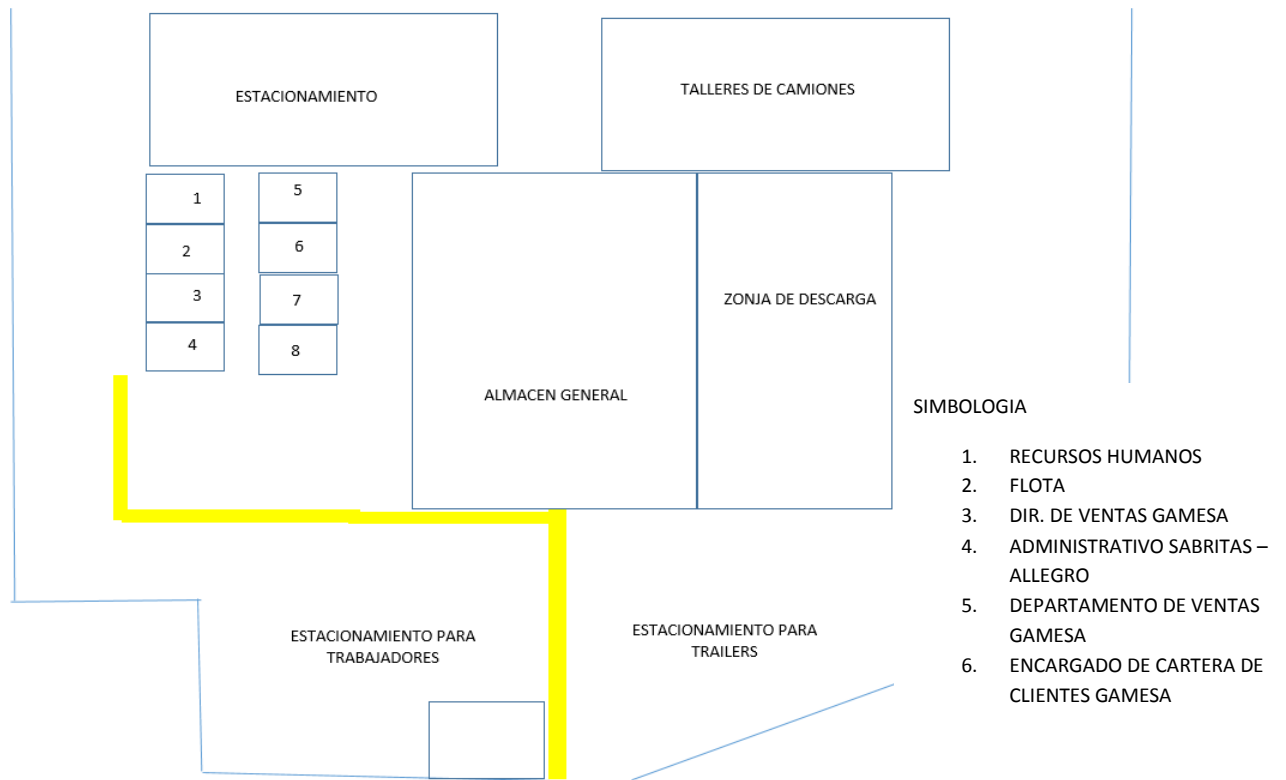 ESTACIONAMIENTO
TALLERES DE CAMIONES
1
5
2
6
3
7
4
8
ZONJA DE DESCARGA
ALMACEN GENERAL
ESTACIONAMIENTO PARA
TRABAJADORES
ESTACIONAMIENTO PARA
TRAILERS
SIMBOLOGIA
1. RECURSOS HUMANOS
2. FLOTA
3. DIR. DE VENTAS GAMESA
4. ADMINISTRATIVO SABRITAS –
ALLEGRO
5. DEPARTAMENTO DE VENTAS
GAMESA
6. ENCARGADO DE CARTERA DE
CLIENTES GAMESA